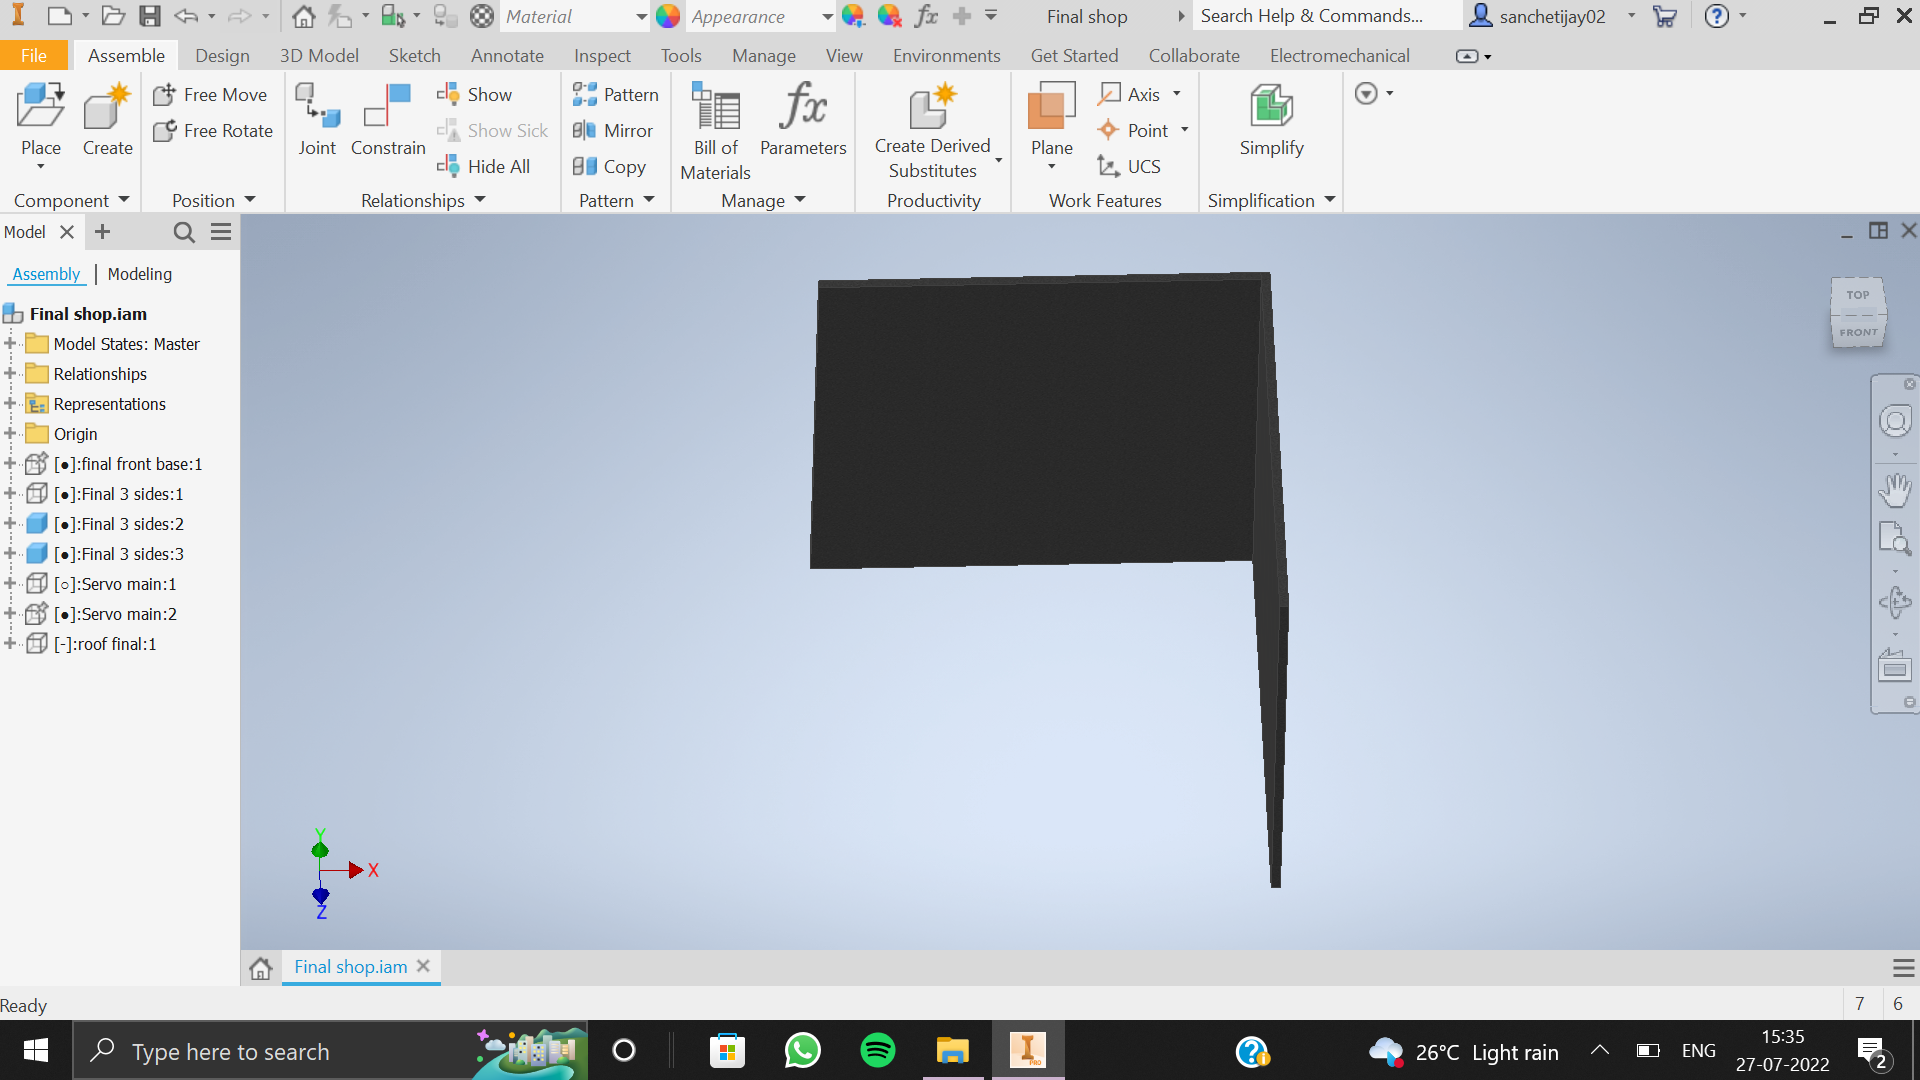 Material
Appearance
Final shop
Search Help & Commands...
sanchetijay02
File Assemble Design 3D Model Sketch Annotate Inspect Tools Manage View Environments Get Started Collaborate Electromechanical
Place
Create
Free Move
Free Rotate
Joint
Constrain
Show
Show Sick
Hide All
Pattern
Mirror
Copy
Bill of
Materials
fx
Parameters
Create Derived
Substitutes
Plane
Axis
Point
UCS
Simplify
Component Position Relationships Pattern Manage Productivity Work Features Simplification
Model
Assembly | Modeling
Final shop.iam
Model States: Master
Relationships
Representations
Origin
[●]:final front base:1
[●]:Final 3 sides:1
[●]:Final 3 sides:2
[●]:Final 3 sides:3
[○]:Servo main:1
[●]:Servo main:2
[-]:roof final:1
TOP
FRONT
Y
X
Z
Final shop.iam
Ready
7 6
Type here to search
PRO
26°C Light rain
ENG
15:35
27-07-2022
2